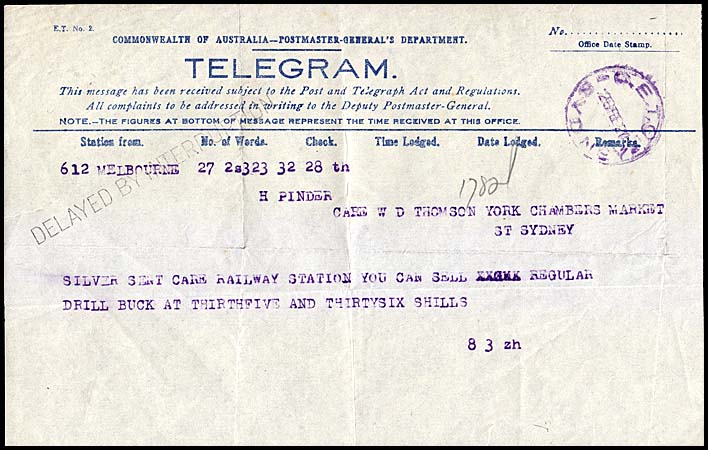 E.T. No. 2.
COMMONWEALTH OF AUSTRALIA—POSTMASTER-GENERAL'S DEPARTMENT.
No.
Office Date Stamp.
TELEGRAM.
This message has been received subject to the Post and Telegraph Act and Regulations.
All complaints to be addressed in writing to the Deputy Postmaster-General.
NOTE.—THE FIGURES AT BOTTOM OF MESSAGE REPRESENT THE TIME RECEIVED AT THIS OFFICE.
Station from. No. of Words. Check. Time Lodged. Date Lodged. Remarks.
612 MELBOURNE 27 2s323 32 28 th
DELAYED BY INTERRUPTION
H PINDER
CARE W D THOMSON YORK CHAMBERS MARKET
ST SYDNEY
SILVER SENT CARE RAILWAY STATION YOU CAN SELL REGULAR
DRILL BUCK AT THIRTHFIVE AND THIRTYSIX SHILLS
8 3 zh